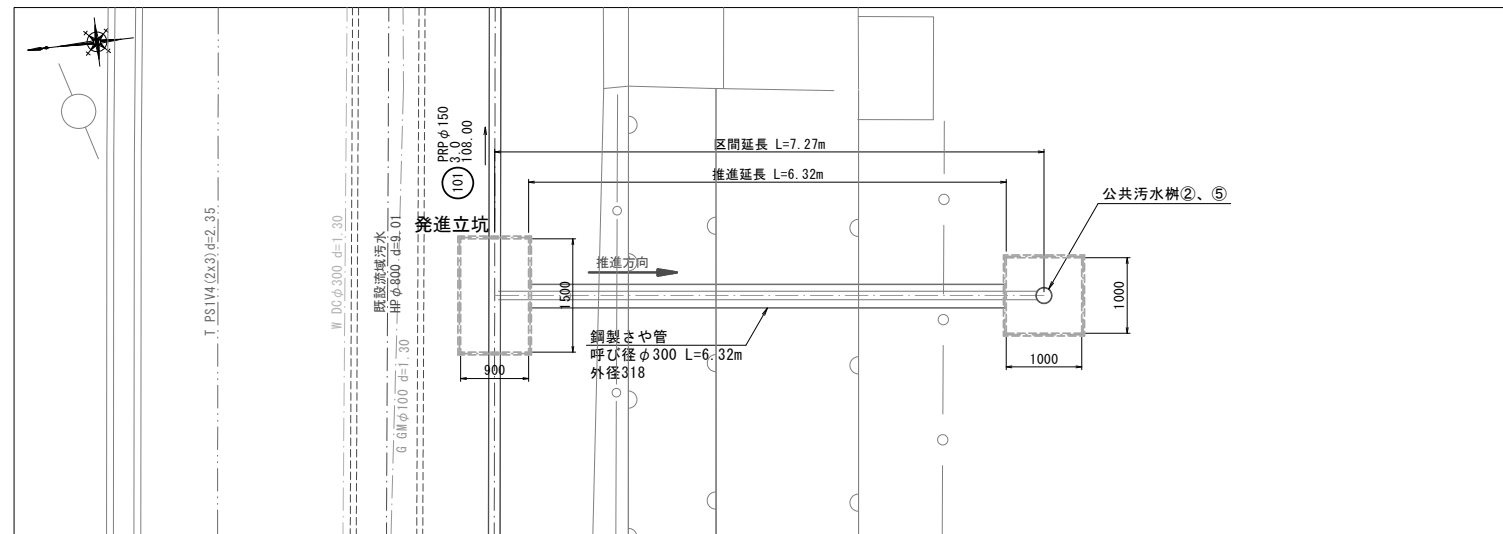 T PSIV4(2x3)d=2.35
W DCφ300 d=1.30
既設流域汚水
HPφ800 d=9.01
G GMφ100 d=1.30
101
PRPφ150
3.0
108.00
発進立坑
区間延長 L=7.27m
推進延長 L=6.32m
公共汚水桝②、⑤
推進方向
1500
900
鋼製さや管
呼び径φ300 L=6.32m
外径318
1000
1000